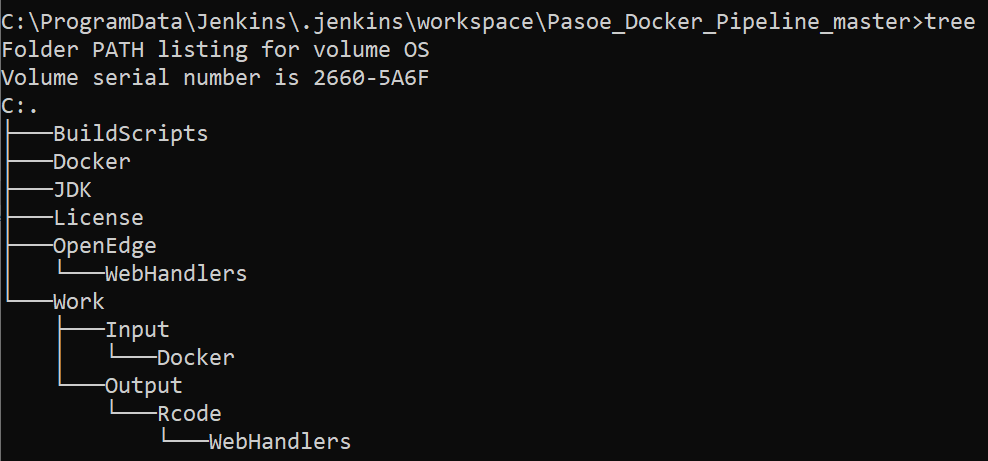 C:\ProgramData\Jenkins\.jenkins\workspace\Pasoe_Docker_Pipeline_master>tree
Folder PATH listing for volume OS
Volume serial number is 2660-5A6F
C:.
├───BuildScripts
├───Docker
├───JDK
├───License
├───OpenEdge
│   └───WebHandlers
└───Work
    ├───Input
    │   └───Docker
    └───Output
        └───Rcode
            └───WebHandlers